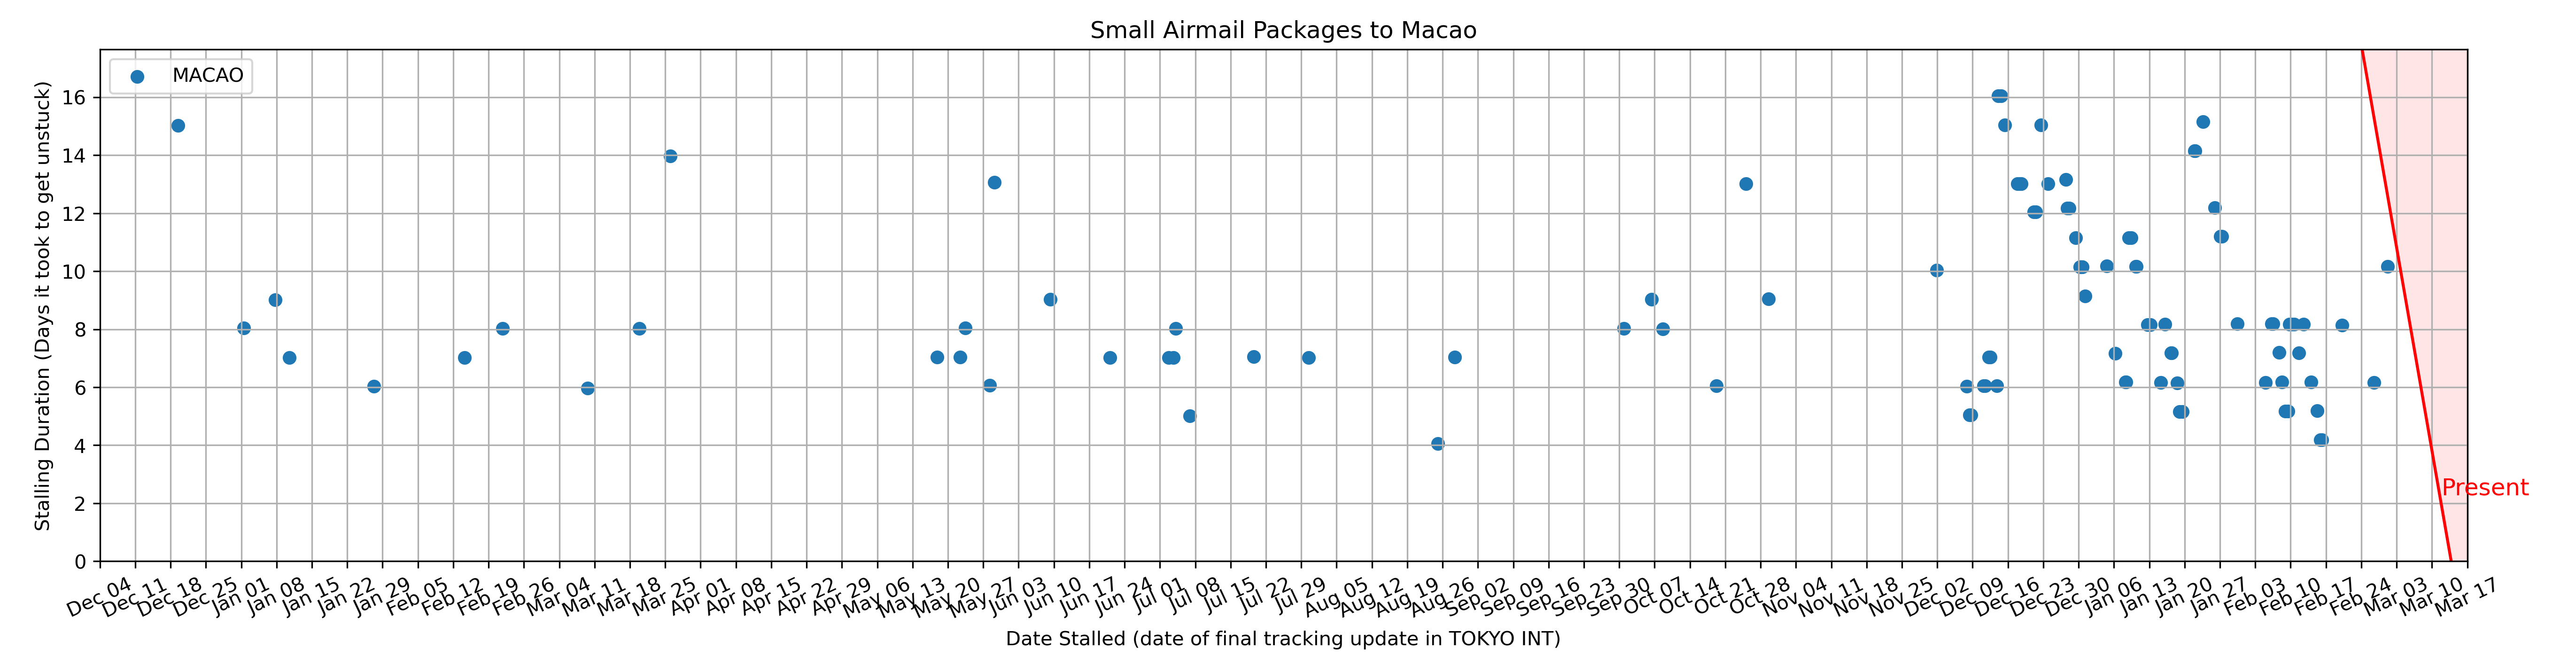 Small Airmail Packages to Macao
MACAO
Stalling Duration (Days it took to get unstuck)
16
14
12
10
8
6
4
2
0
Present
Dec 04 Dec 11 Dec 18 Dec 25 Jan 01 Jan 08 Jan 15 Jan 22 Jan 29 Feb 05 Feb 12 Feb 19 Feb 26 Mar 04 Mar 11 Mar 18 Mar 25 Apr 01 Apr 08 Apr 15 Apr 22 Apr 29 May 06 May 13 May 20 May 27 Jun 03 Jun 10 Jun 17 Jun 24 Jul 01 Jul 08 Jul 15 Jul 22 Jul 29 Aug 05 Aug 12 Aug 19 Aug 26 Sep 02 Sep 09 Sep 16 Sep 23 Sep 30 Oct 07 Oct 14 Oct 21 Oct 28 Nov 04 Nov 11 Nov 18 Nov 25 Dec 02 Dec 09 Dec 16 Dec 23 Dec 30 Jan 06 Jan 13 Jan 20 Jan 27 Feb 03 Feb 10 Feb 17 Feb 24 Mar 03 Mar 10 Mar 17
Date Stalled (date of final tracking update in TOKYO INT)